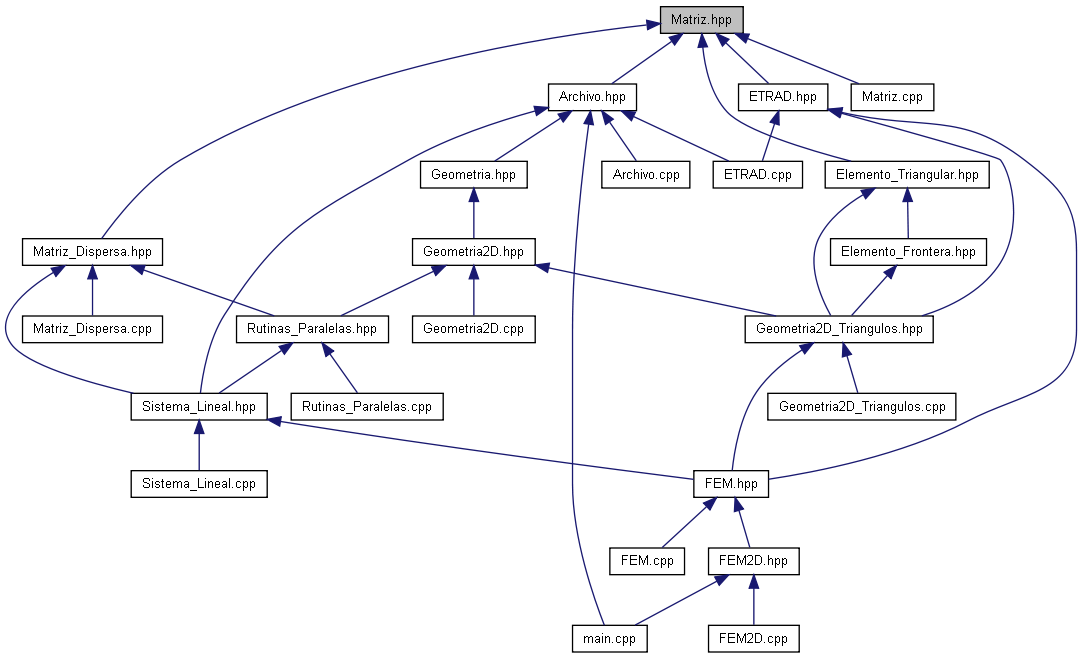 Matriz.hpp
Archivo.hpp
ETRAD.hpp
Matriz.cpp
Geometria.hpp
Archivo.cpp
ETRAD.cpp
Elemento_Triangular.hpp
Matriz_Dispersa.hpp
Geometria2D.hpp
Elemento_Frontera.hpp
Matriz_Dispersa.cpp
Rutinas_Paralelas.hpp
Geometria2D.cpp
Geometria2D_Triangulos.hpp
Sistema_Lineal.hpp
Rutinas_Paralelas.cpp
Geometria2D_Triangulos.cpp
Sistema_Lineal.cpp
FEM.hpp
FEM.cpp
FEM2D.hpp
main.cpp
FEM2D.cpp